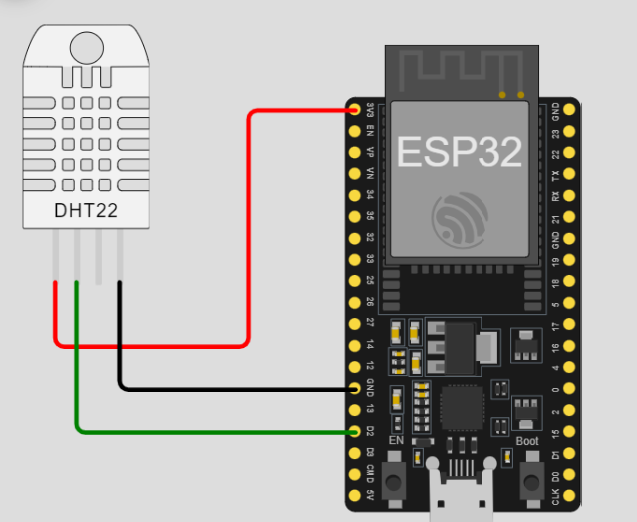 DHT22
ESP32
3V3
EN
VP
VN
34
35
32
33
25
26
27
14
12
GND
13
D2
D3
CMD
5V
GND
23
22
TX
RX
21
GND
19
18
5
17
16
4
0
2
15
D1
D0
CLK
EN
Boot